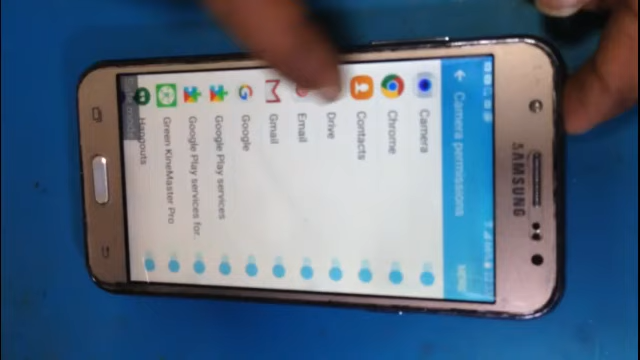 SAMSUNG
Camera permissions
MORE
Camera
Chrome
Contacts
Drive
Email
Gmail
Google
Google Play services
Google Play services for..
Green KineMaster Pro
Hangouts